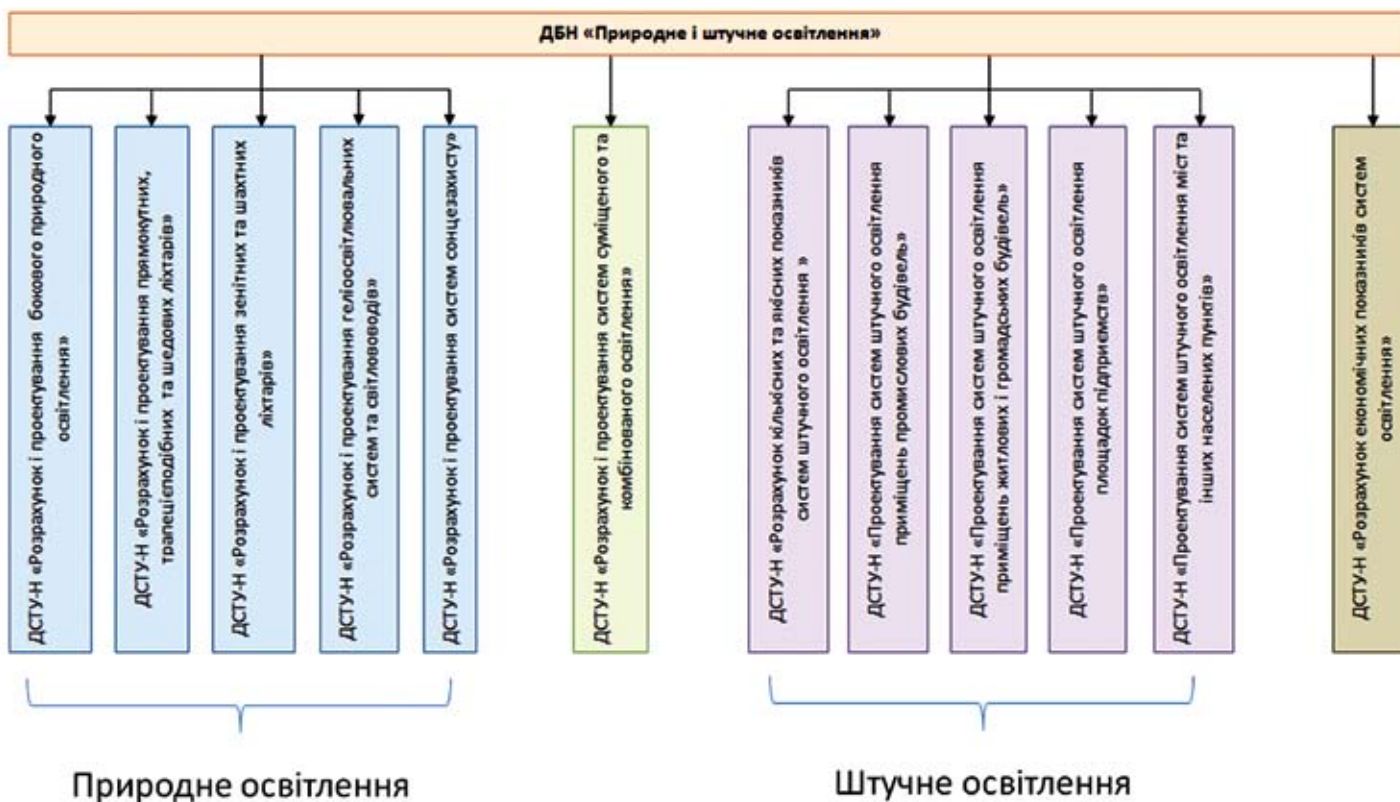 ДБН «Природне і штучне освітлення»
ДСТУ-Н «Розрахунок і проектування бокового природного
освітлення»
ДСТУ-Н «Розрахунок і проектування прямокутних,
трапецієподібних та шедових ліхтарів»
ДСТУ-Н «Розрахунок і проектування зенітних та шахтних
ліхтарів»
ДСТУ-Н «Розрахунок і проектування геліоосвітлювальних
систем та світлововодів»
ДСТУ-Н «Розрахунок і проектування систем сонцезахисту»
ДСТУ-Н «Розрахунок і проектування систем суміщеного та
комбінованого освітлення»
ДСТУ-Н «Розрахунок кількісних та якісних показників
систем штучного освітлення »
ДСТУ-Н «Проектування систем штучного освітлення
приміщень промислових будівель»
ДСТУ-Н «Проектування систем штучного освітлення
приміщень житлових і громадських будівель»
ДСТУ-Н «Проектування систем штучного освітлення
площадок підприємств»
ДСТУ-Н «Проектування систем штучного освітлення міст та
інших населених пунктів»
ДСТУ-Н «Розрахунок економічних показників систем
освітлення»
Природне освітлення
Штучне освітлення